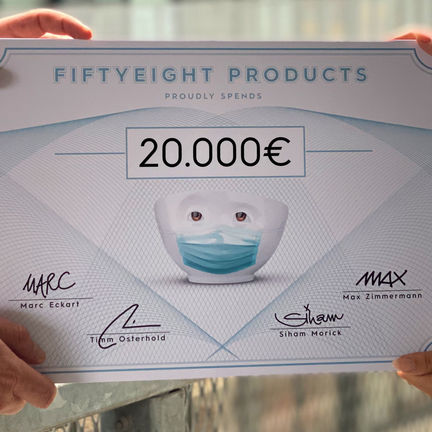 FIFTYEIGHT PRODUCTS
PROUDLY SPENDS
20.000€
MARC
Marc Eckart
Timm Osterhold
Siham
Siham Morick
MAX
Max Zimmermann